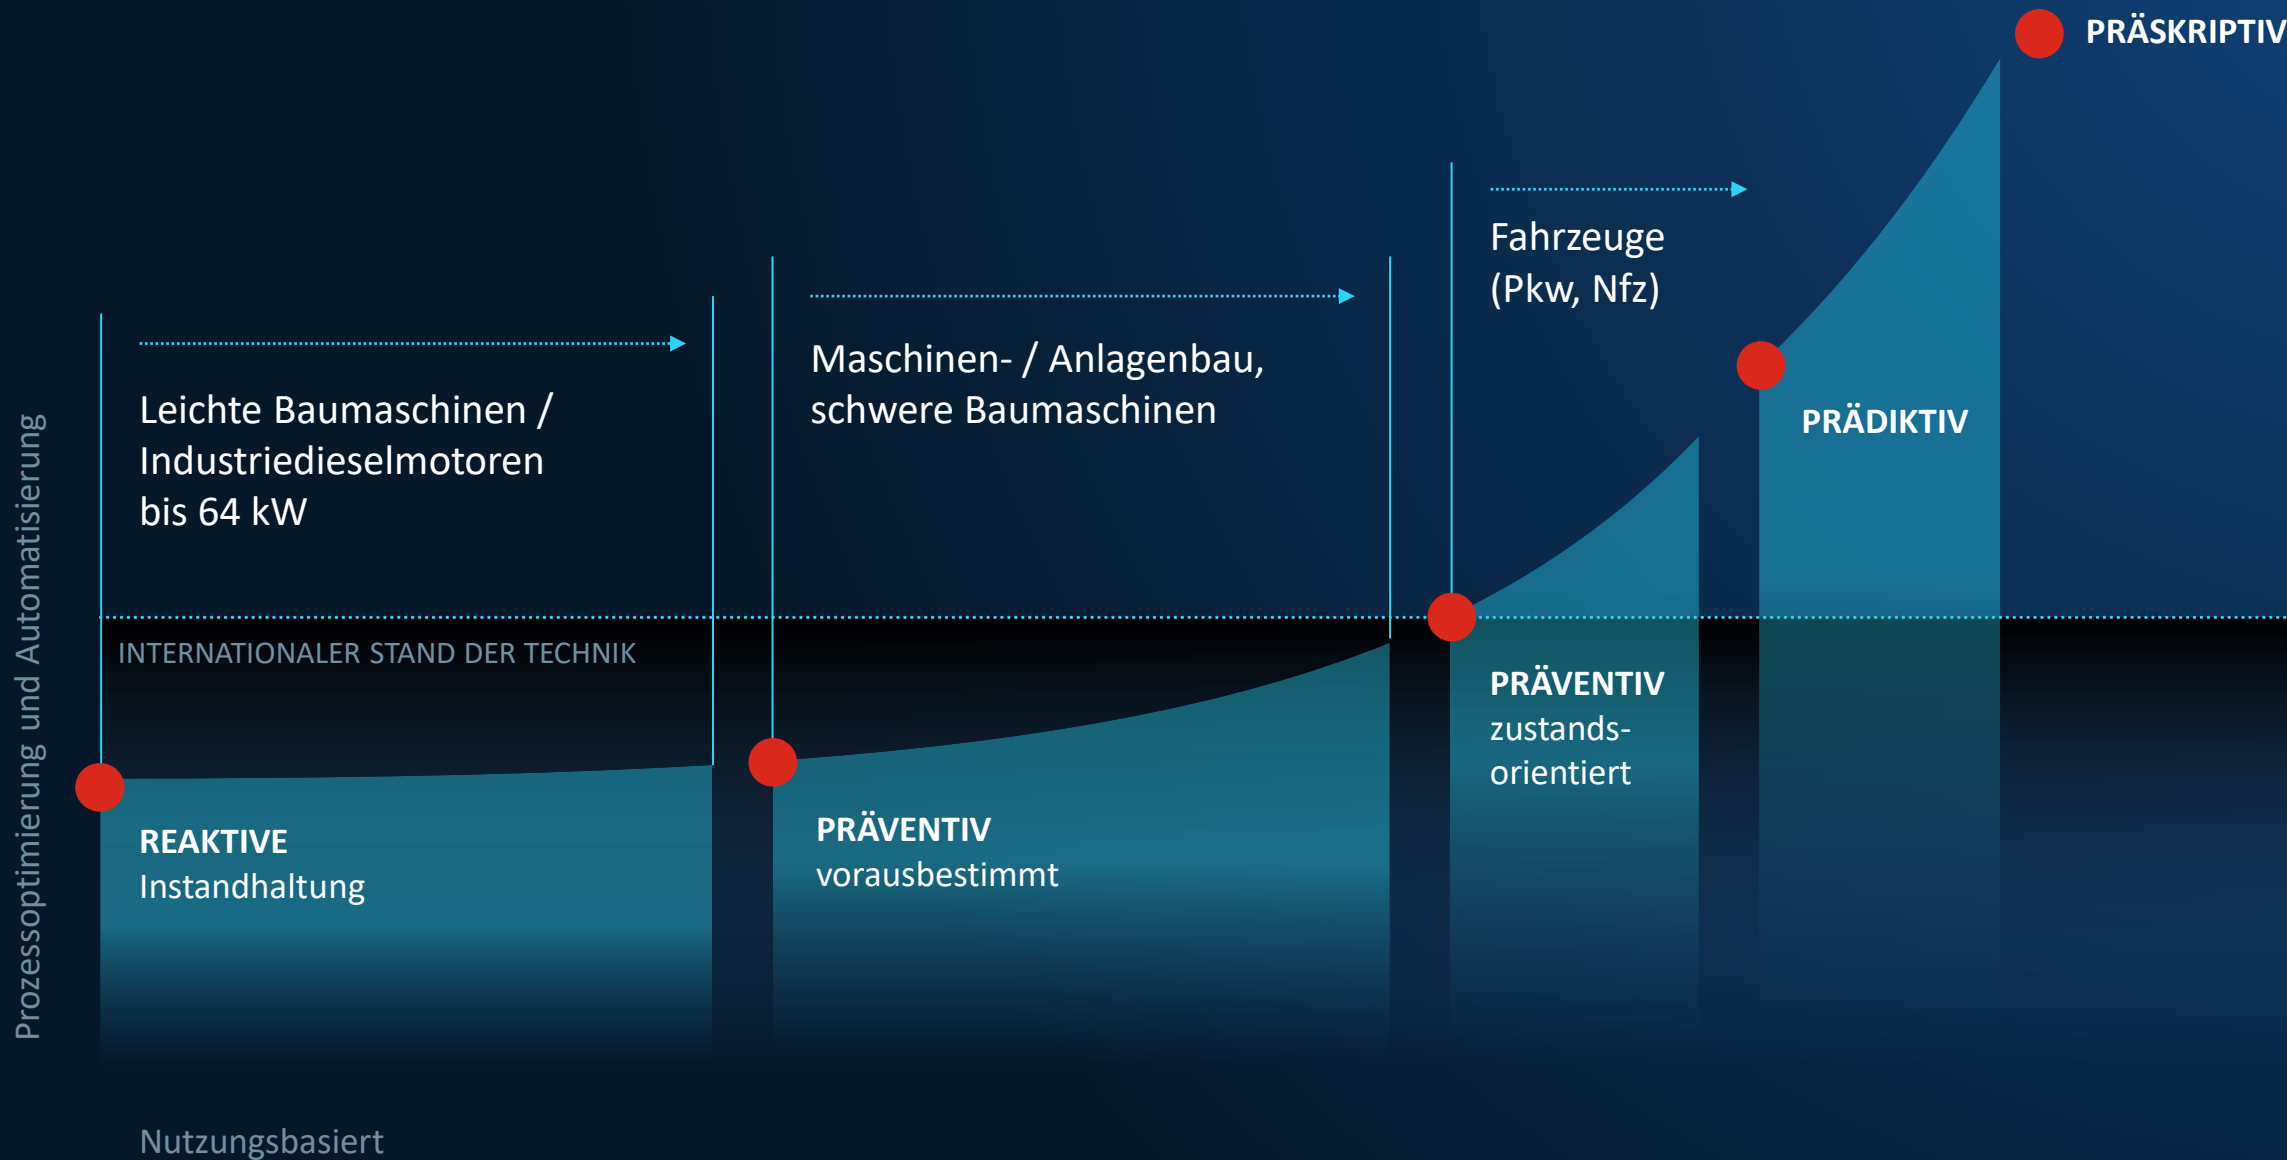 PRÄSKRIPTIV
Fahrzeuge
(Pkw, Nfz)
Maschinen- / Anlagenbau,
schwere Baumaschinen
Leichte Baumaschinen /
Industriedieselmotoren
bis 64 kW
PRÄDIKTIV
Prozessoptimierung und Automatisierung
INTERNATIONALER STAND DER TECHNIK
PRÄVENTIV
zustands-
orientiert
PRÄVENTIV
vorausbestimmt
REAKTIVE
Instandhaltung
Nutzungsbasiert